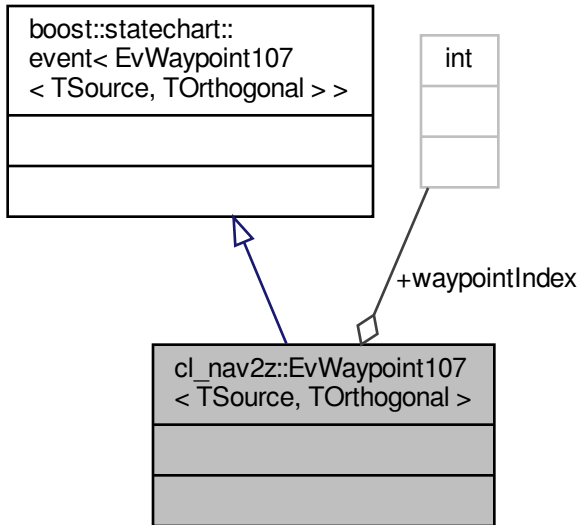 boost::statechart::
event< EvWaypoint107
< TSource, TOrthogonal > >
int
+waypointIndex
cl_nav2z::EvWaypoint107
< TSource, TOrthogonal >